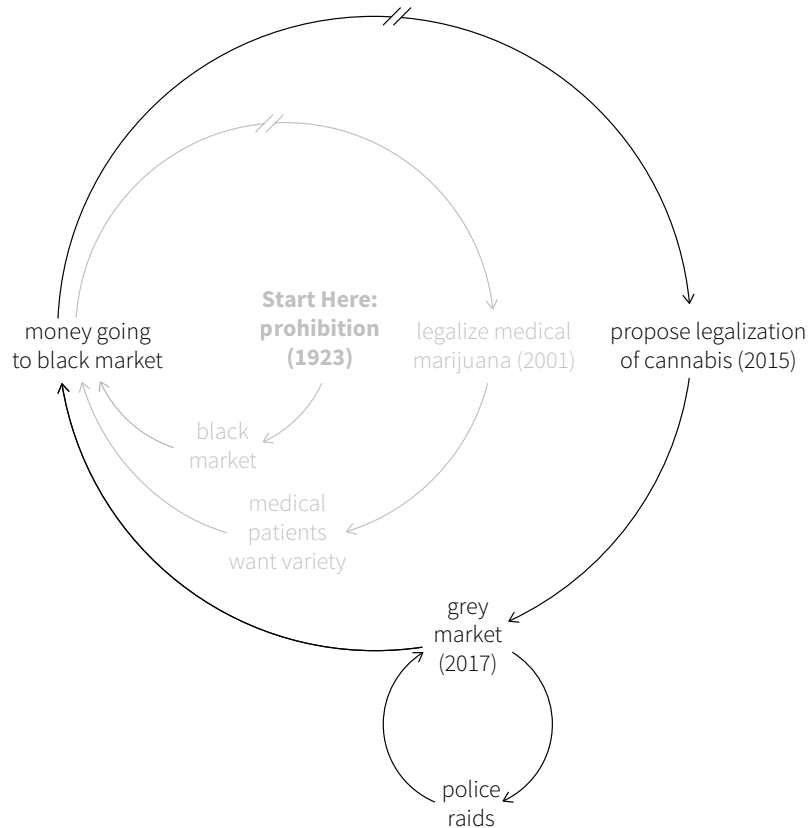 Start Here:
prohibition
(1923)
money going
to black market
legalize medical
marijuana (2001)
propose legalization
of cannabis (2015)
black
market
medical
patients
want variety
grey
market
(2017)
police
raids